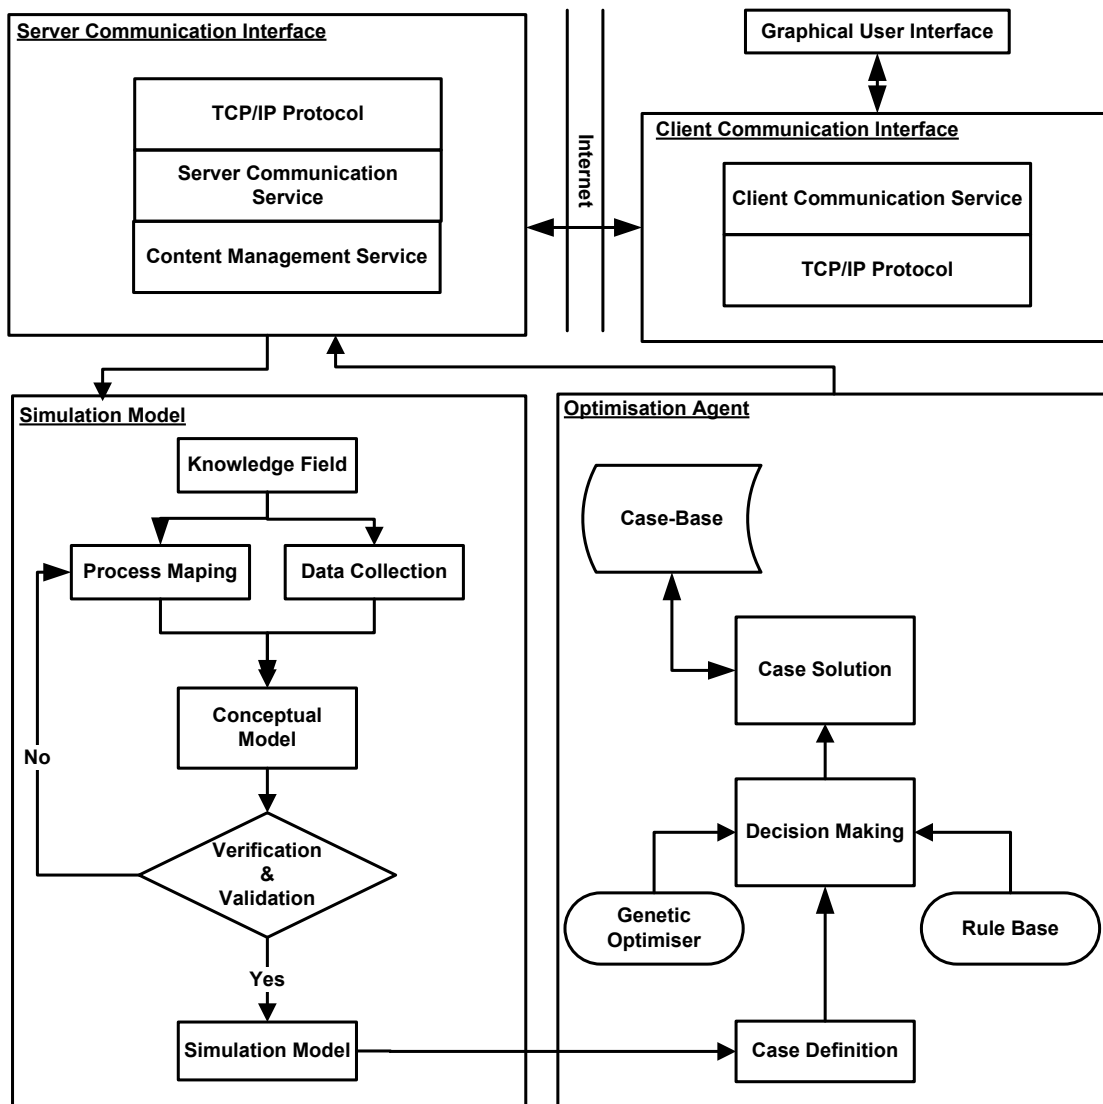 Server Communication Interface
TCP/IP Protocol
Server Communication
Service
Content Management Service
Internet
Graphical User Interface
Client Communication Interface
Client Communication Service
TCP/IP Protocol
Simulation Model
Knowledge Field
Process Maping
Data Collection
Conceptual
Model
No
Verification
&
Validation
Yes
Simulation Model
Optimisation Agent
Case-Base
Case Solution
Decision Making
Genetic
Optimiser
Rule Base
Case Definition